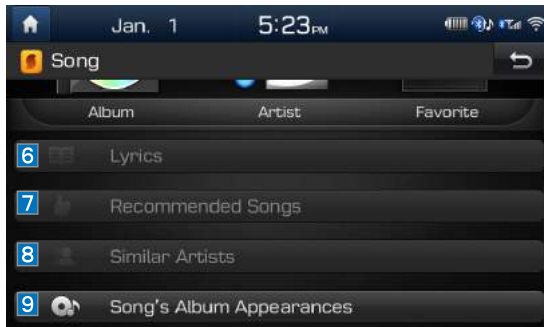 Jan. 1 5:23PM
Song
Album Artist Favorite
6 Lyrics
7 Recommended Songs
8 Similar Artists
9 Song's Album Appearances